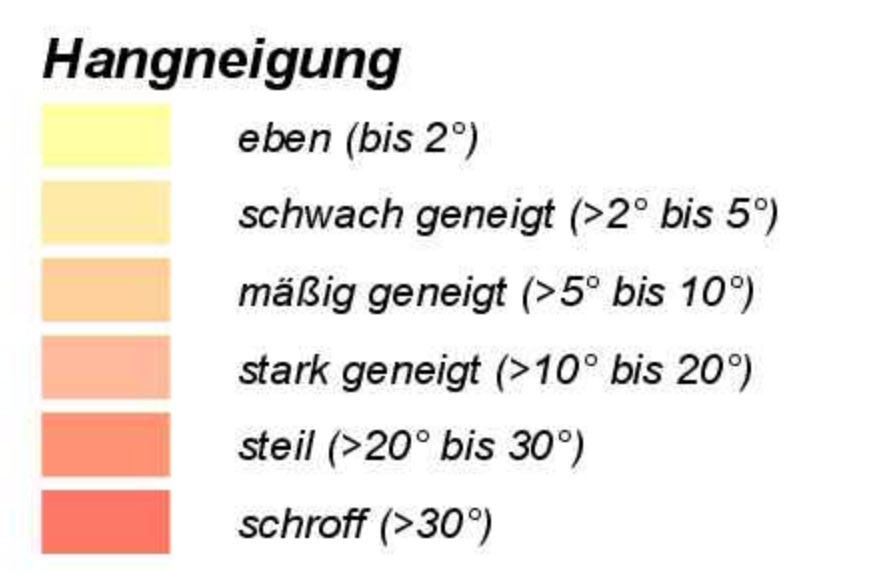 Hangneigung
eben (bis 2°)
schwach geneigt (>2° bis 5°)
mäßig geneigt (>5° bis 10°)
stark geneigt (>10° bis 20°)
steil (>20° bis 30°)
schroff (>30°)